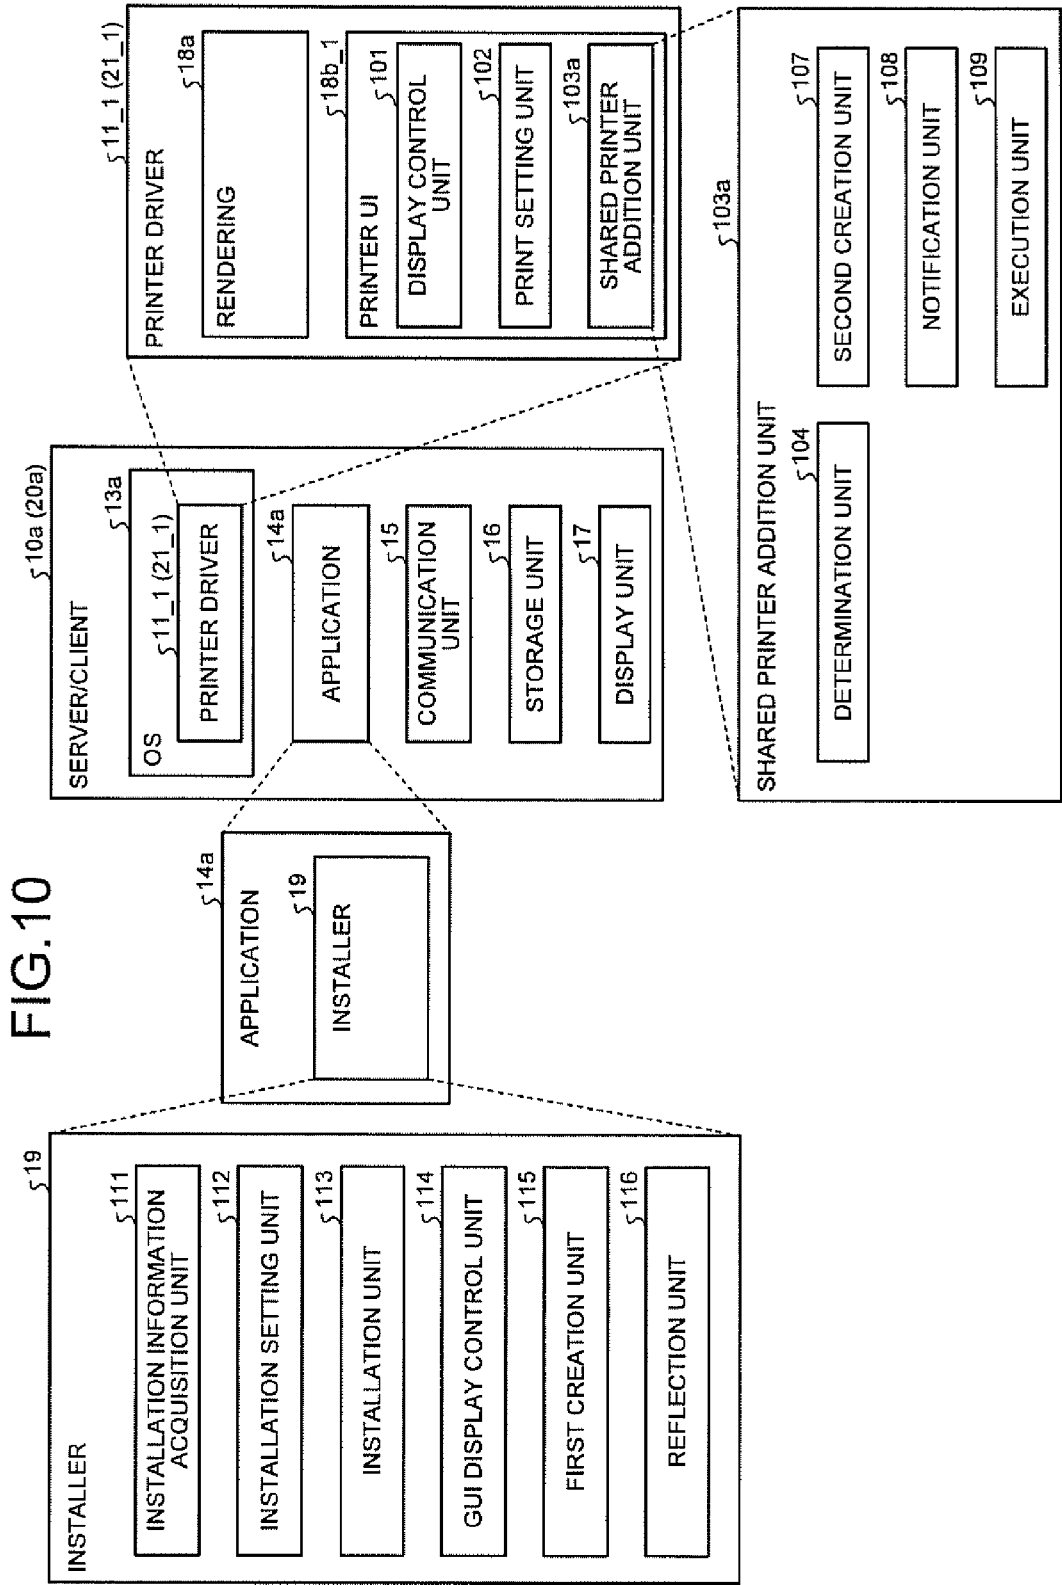 FIG.10
19
INSTALLER
111
INSTALLATION INFORMATION
ACQUISITION UNIT
112
INSTALLATION SETTING UNIT
113
INSTALLATION UNIT
114
GUI DISPLAY CONTROL UNIT
115
FIRST CREATION UNIT
116
REFLECTION UNIT
14a
APPLICATION
19
INSTALLER
10a (20a)
SERVER/CLIENT
13a
OS
11_1 (21_1)
PRINTER DRIVER
14a
APPLICATION
15
COMMUNICATION
UNIT
16
STORAGE UNIT
17
DISPLAY UNIT
11_1 (21_1)
PRINTER DRIVER
18a
RENDERING
18b_1
PRINTER UI
101
DISPLAY CONTROL
UNIT
102
PRINT SETTING UNIT
103a
SHARED PRINTER
ADDITION UNIT
103a
SHARED PRINTER ADDITION UNIT
104
DETERMINATION UNIT
107
SECOND CREATION UNIT
108
NOTIFICATION UNIT
109
EXECUTION UNIT